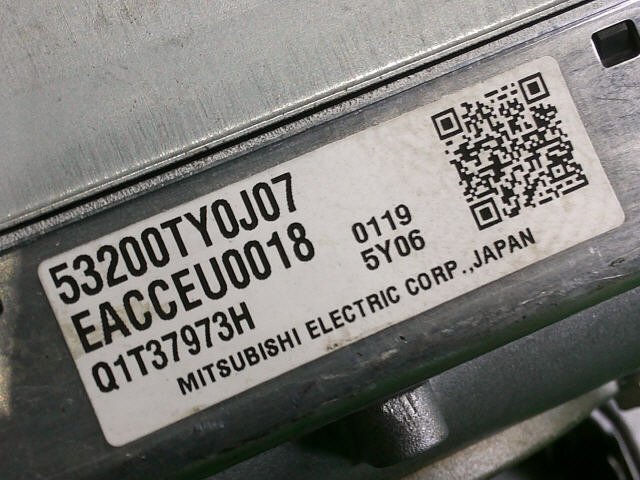 53200TY0J07
EACCEU0018
0119
5Y06
Q1T37973H
MITSUBISHI ELECTRIC CORP.,JAPAN